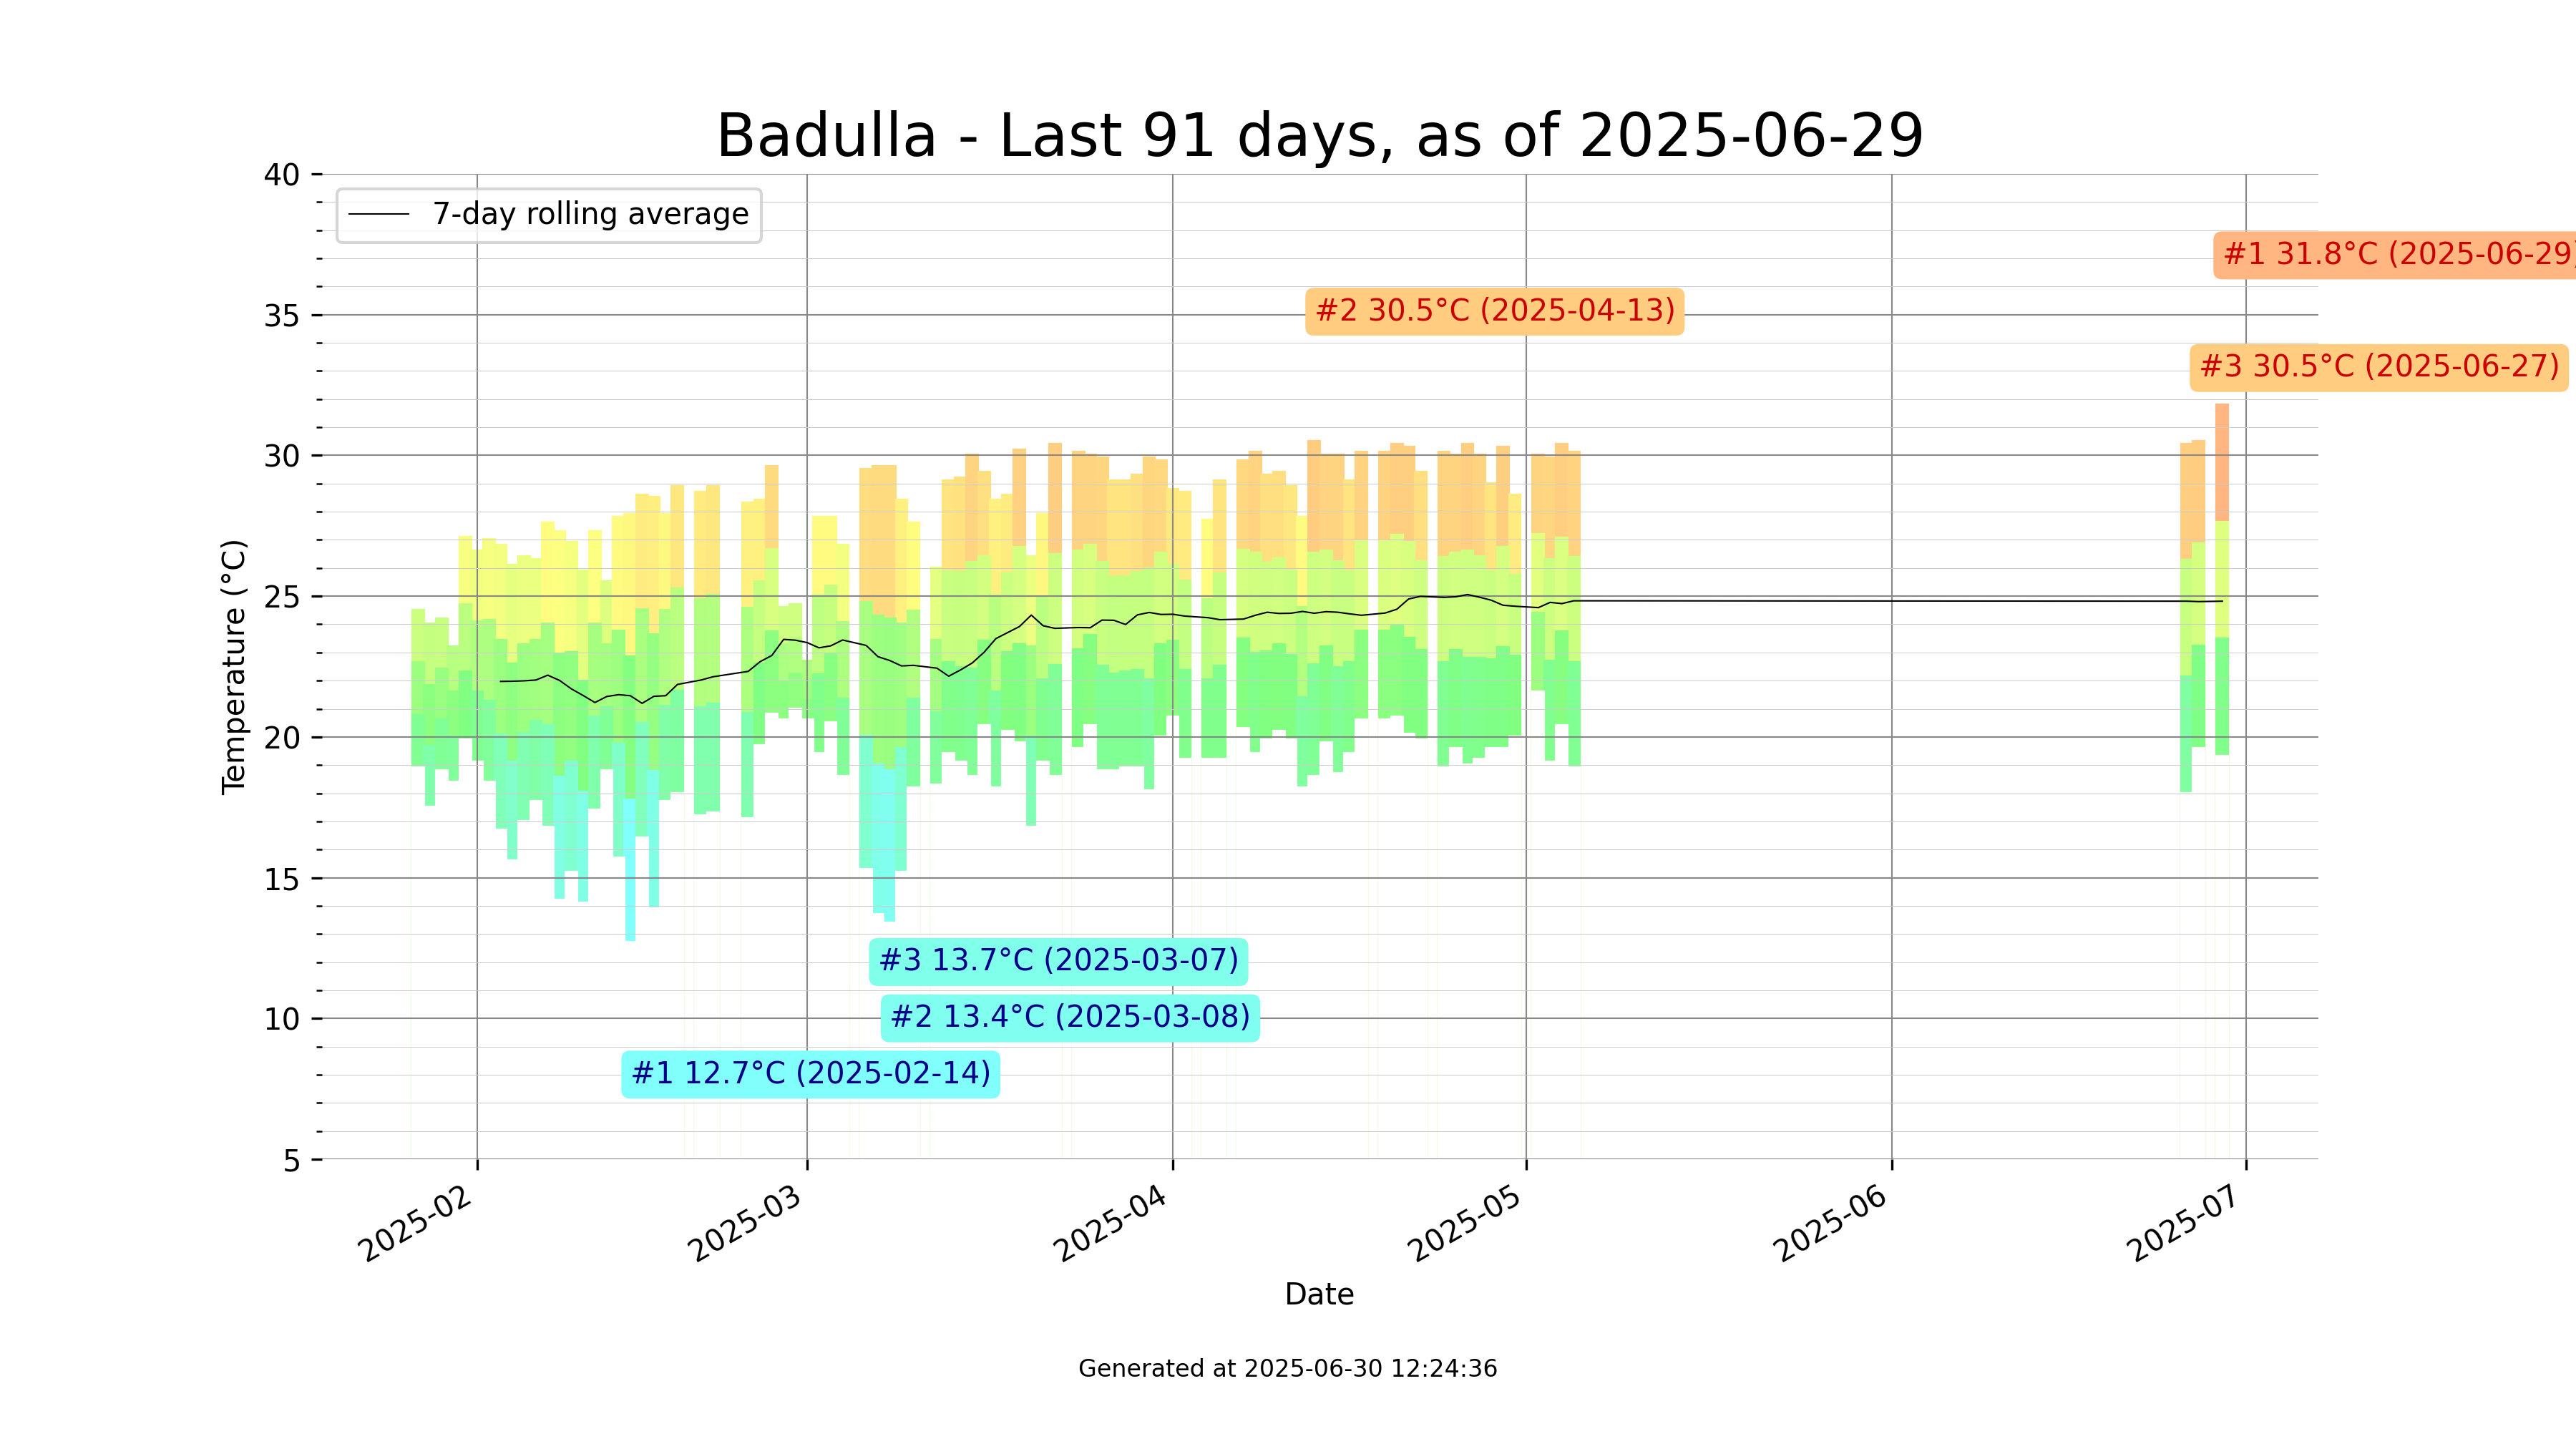 Badulla - Last 91 days, as of 2025-06-29
7-day rolling average
#1 31.8°C (2025-06-29)
#2 30.5°C (2025-04-13)
#3 30.5°C (2025-06-27)
40
35
30
25
20
15
10
5
Temperature (°C)
#3 13.7°C (2025-03-07)
#2 13.4°C (2025-03-08)
#1 12.7°C (2025-02-14)
2025-02
2025-03
2025-04
2025-05
2025-06
2025-07
Date
Generated at 2025-06-30 12:24:36